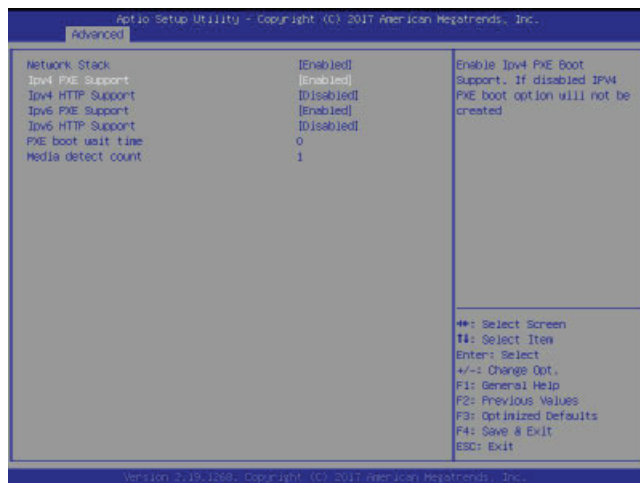 Aptio Setup Utility - Copyright (C) 2017 American Megatrends, Inc.
Advanced
Network Stack [Enabled]
Ipv4 PXE Support [Enabled]
Ipv4 HTTP Support [Disabled]
Ipv6 PXE Support [Enabled]
Ipv6 HTTP Support [Disabled]
PXE boot wait time 0
Media detect count 1
Enable Ipv4 PXE Boot
Support. If disabled IPV4
PXE boot option will not be
created
→←: Select Screen
↑↓: Select Item
Enter: Select
+/-: Change Opt.
F1: General Help
F2: Previous Values
F3: Optimized Defaults
F4: Save & Exit
ESC: Exit
Version 2.19.1268. Copyright (C) 2017 American Megatrends, Inc.